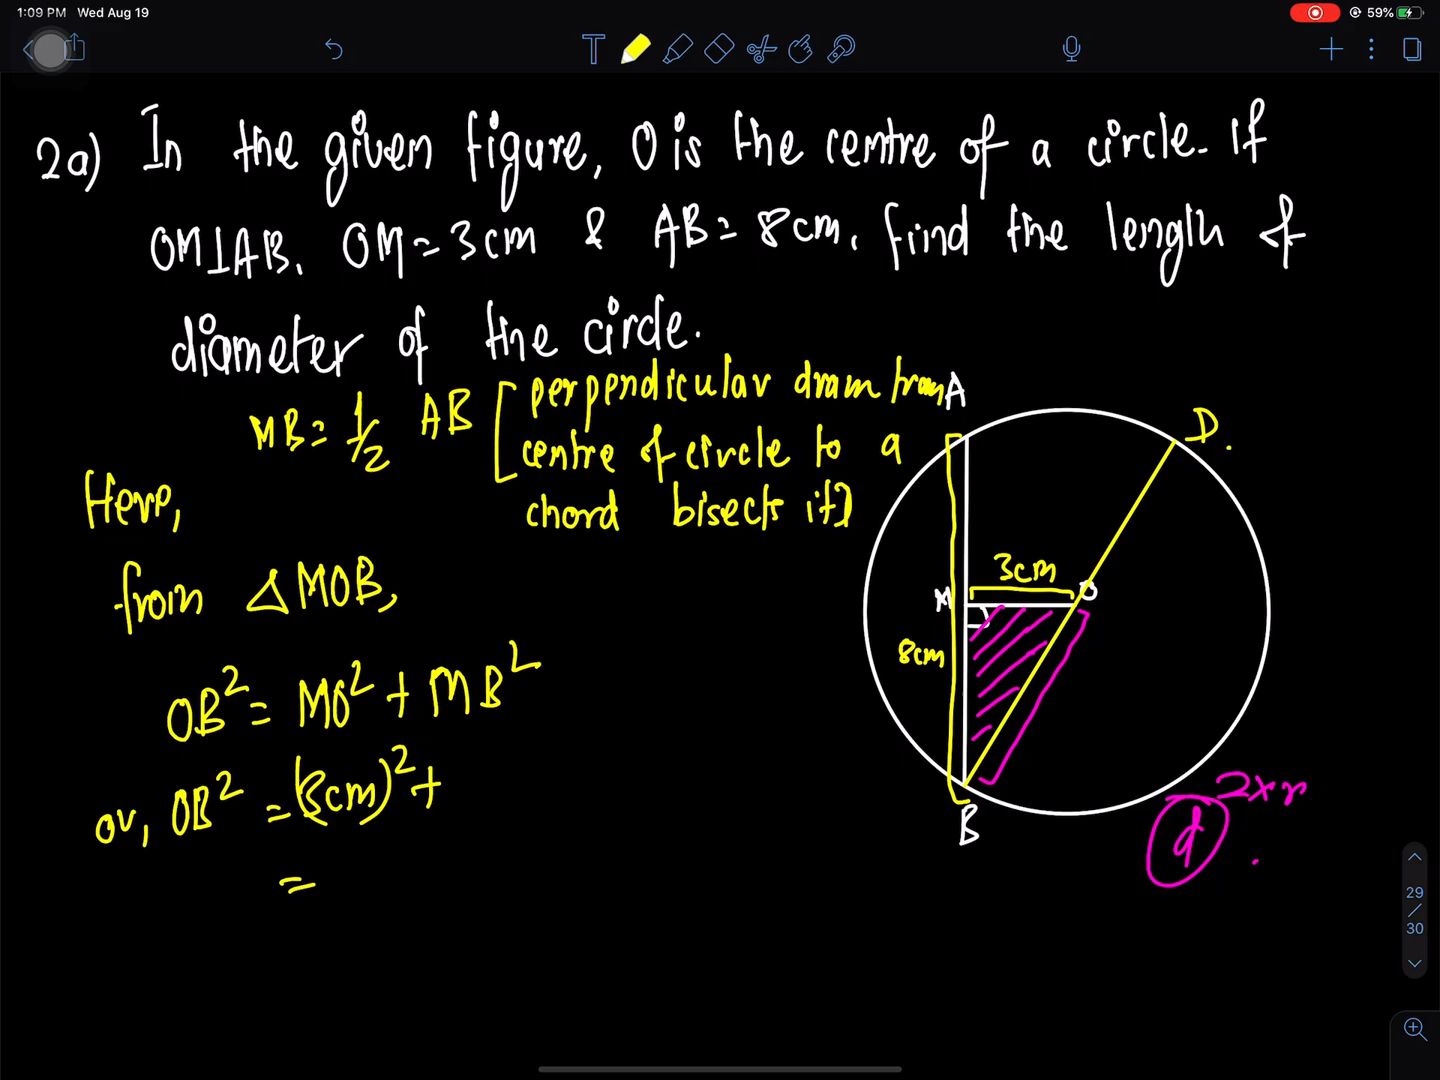 1:09 PM Wed Aug 19
59%
2a) In the given figure, O is the centre of a circle. If
OM⊥AB. OM = 3cm & AB = 8cm. find the length of
diameter of the circle.
MB = 1/2 AB [perpendicular drawn from
centre of circle to a
chord bisects it]
Here,
from △MOB,
OB² = MO² + MB²
or, OB² = (3cm)² +
=
A
D.
3cm
M
O
8cm
B
2×r
d
29
/
30